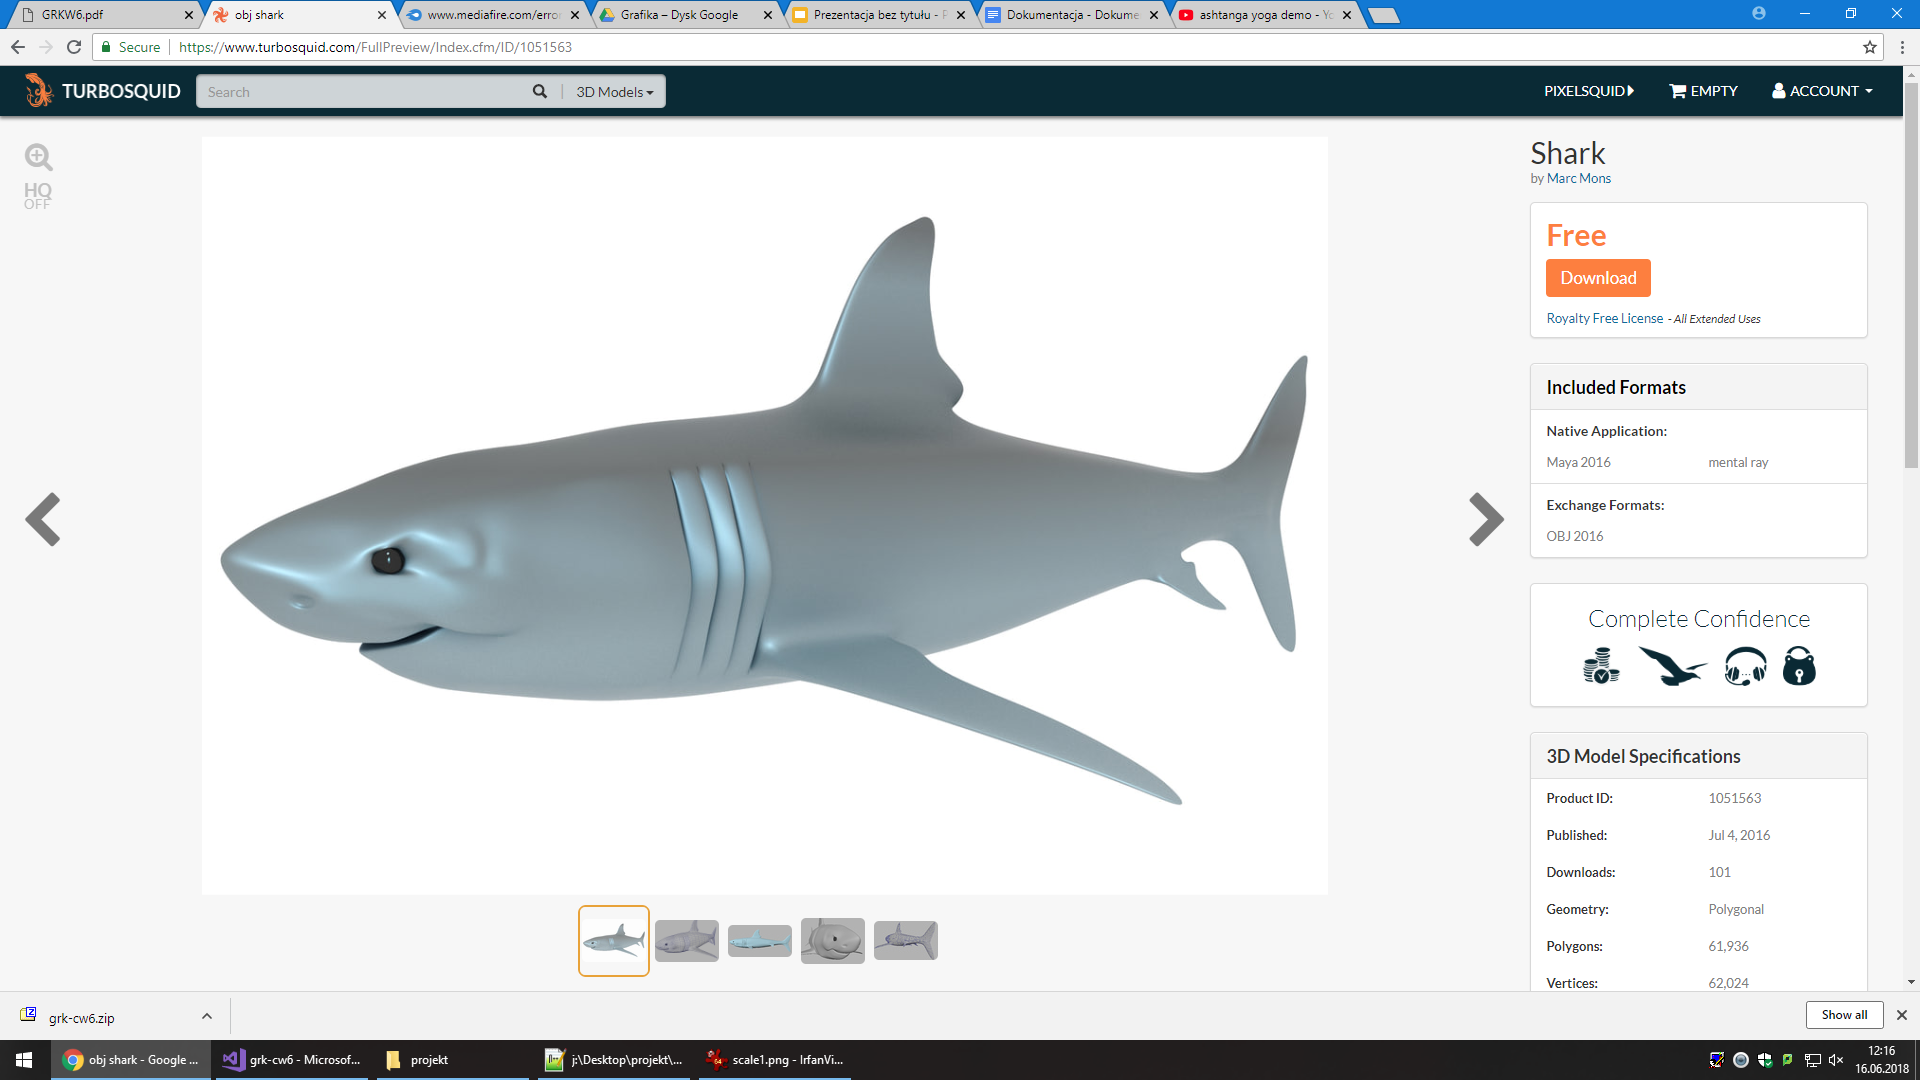 GRKW6.pdf
obj shark
www.mediafire.com/erro
Grafika – Dysk Google
Prezentacja bez tytułu - P
Dokumentacja - Dokume
ashtanga yoga demo - Yo
Secure
https://www.turbosquid.com/FullPreview/Index.cfm/ID/1051563
TURBOSQUID
Search
3D Models
PIXELSQUID
EMPTY
ACCOUNT
HQ
OFF
Shark
by Marc Mons
Free
Download
Royalty Free License - All Extended Uses
Included Formats
Native Application:
Maya 2016 mental ray
Exchange Formats:
OBJ 2016
Complete Confidence
3D Model Specifications
Product ID: 1051563
Published: Jul 4, 2016
Downloads: 101
Geometry: Polygonal
Polygons: 61,936
Vertices: 62,024
grk-cw6.zip
Show all
obj shark - Google ...
grk-cw6 - Microsof...
projekt
j:\Desktop\projekt\...
scale1.png - IrfanVi...
12:16
16.06.2018